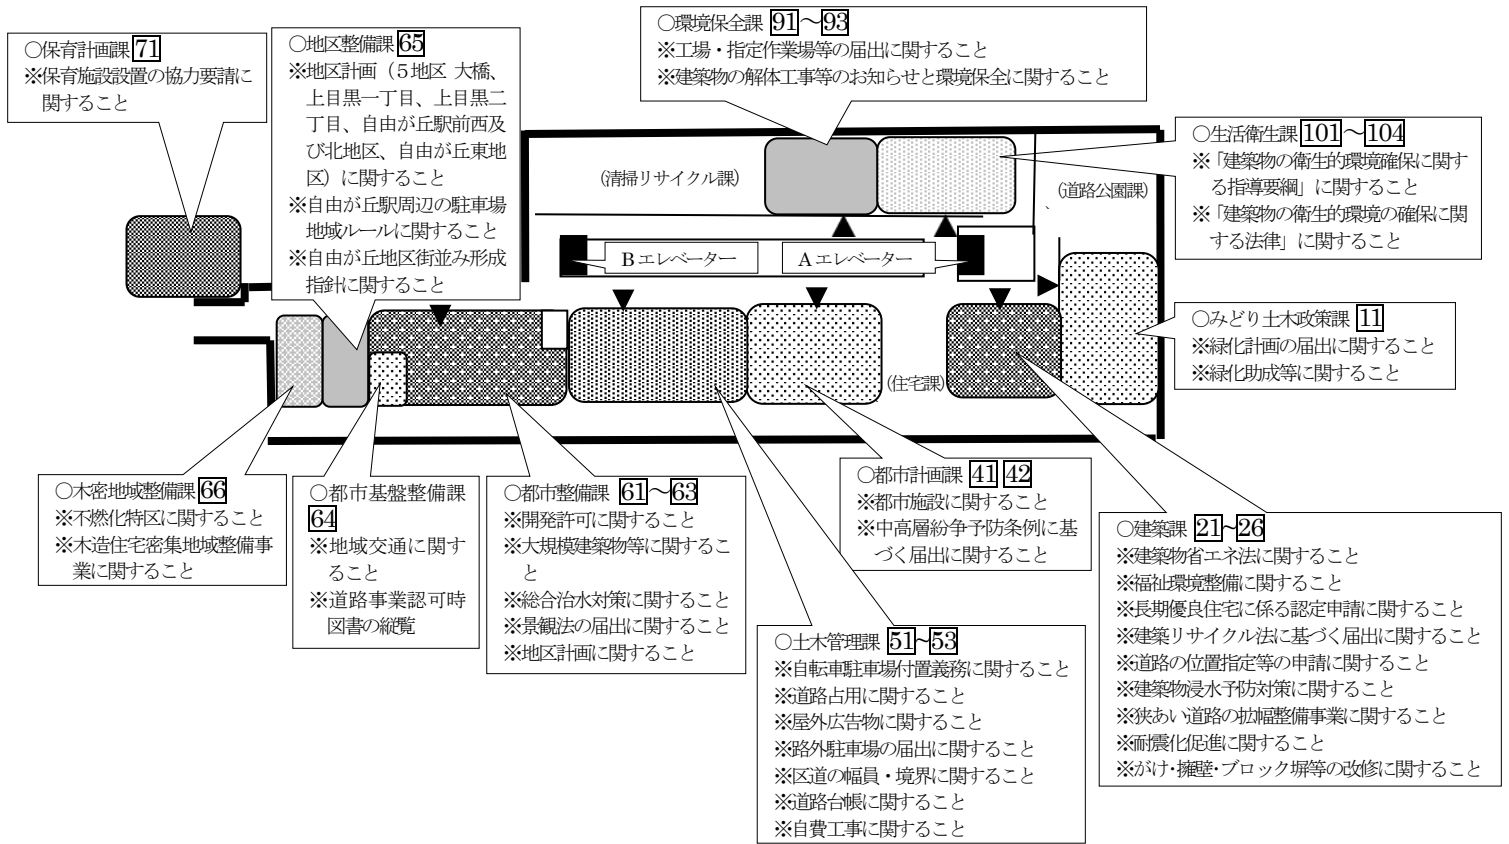 ○保育計画課 71
※保育施設設置の協力要請に
関すること
○地区整備課 65
※地区計画（５地区 大橋、
上目黒一丁目、上目黒二
丁目、自由が丘駅前西及
び北地区、自由が丘東地
区）に関すること
※自由が丘駅周辺の駐車場
地域ルールに関すること
※自由が丘地区街並み形成
指針に関すること
○環境保全課 91～93
※工場・指定作業場等の届出に関すること
※建築物の解体工事等のお知らせと環境保全に関すること
○生活衛生課 101～104
※「建築物の衛生的環境確保に関す
る指導要綱」に関すること
※「建築物の衛生的環境の確保に関
する法律」に関すること
(清掃リサイクル課)
(道路公園課)
、
Bエレベーター
Aエレベーター
(住宅課)
○みどり土木政策課 11
※緑化計画の届出に関すること
※緑化助成等に関すること
○木密地域整備課 66
※不燃化特区に関すること
※木造住宅密集地域整備事
業に関すること
○都市基盤整備課
64
※地域交通に関す
ること
※道路事業認可時
図書の縦覧
○都市整備課 61～63
※開発許可に関すること
※大規模建築物等に関するこ
と
※総合治水対策に関すること
※景観法の届出に関すること
※地区計画に関すること
○都市計画課 41 42
※都市施設に関すること
※中高層紛争予防条例に基
づく届出に関すること
○土木管理課 51~53
※自転車駐車場付置義務に関すること
※道路占用に関すること
※屋外広告物に関すること
※路外駐車場の届出に関すること
※区道の幅員・境界に関すること
※道路台帳に関すること
※自費工事に関すること
○建築課 21~26
※建築物省エネ法に関すること
※福祉環境整備に関すること
※長期優良住宅に係る認定申請に関すること
※建築リサイクル法に基づく届出に関すること
※道路の位置指定等の申請に関すること
※建築物浸水予防対策に関すること
※狭あい道路の拡幅整備事業に関すること
※耐震化促進に関すること
※がけ・擁壁・ブロック塀等の改修に関すること